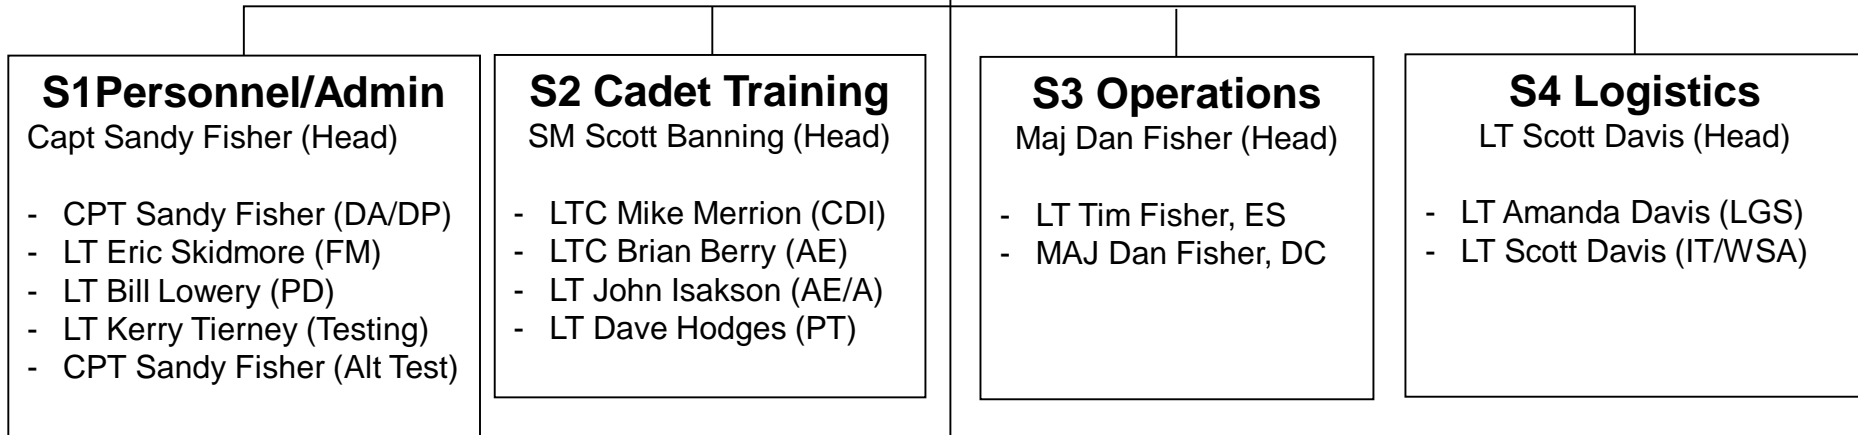 S1Personnel/Admin
Capt Sandy Fisher (Head)
- CPT Sandy Fisher (DA/DP)
- LT Eric Skidmore (FM)
- LT Bill Lowery (PD)
- LT Kerry Tierney (Testing)
- CPT Sandy Fisher (Alt Test)
S2 Cadet Training
SM Scott Banning (Head)
- LTC Mike Merrion (CDI)
- LTC Brian Berry (AE)
- LT John Isakson (AE/A)
- LT Dave Hodges (PT)
S3 Operations
Maj Dan Fisher (Head)
- LT Tim Fisher, ES
- MAJ Dan Fisher, DC
S4 Logistics
LT Scott Davis (Head)
- LT Amanda Davis (LGS)
- LT Scott Davis (IT/WSA)